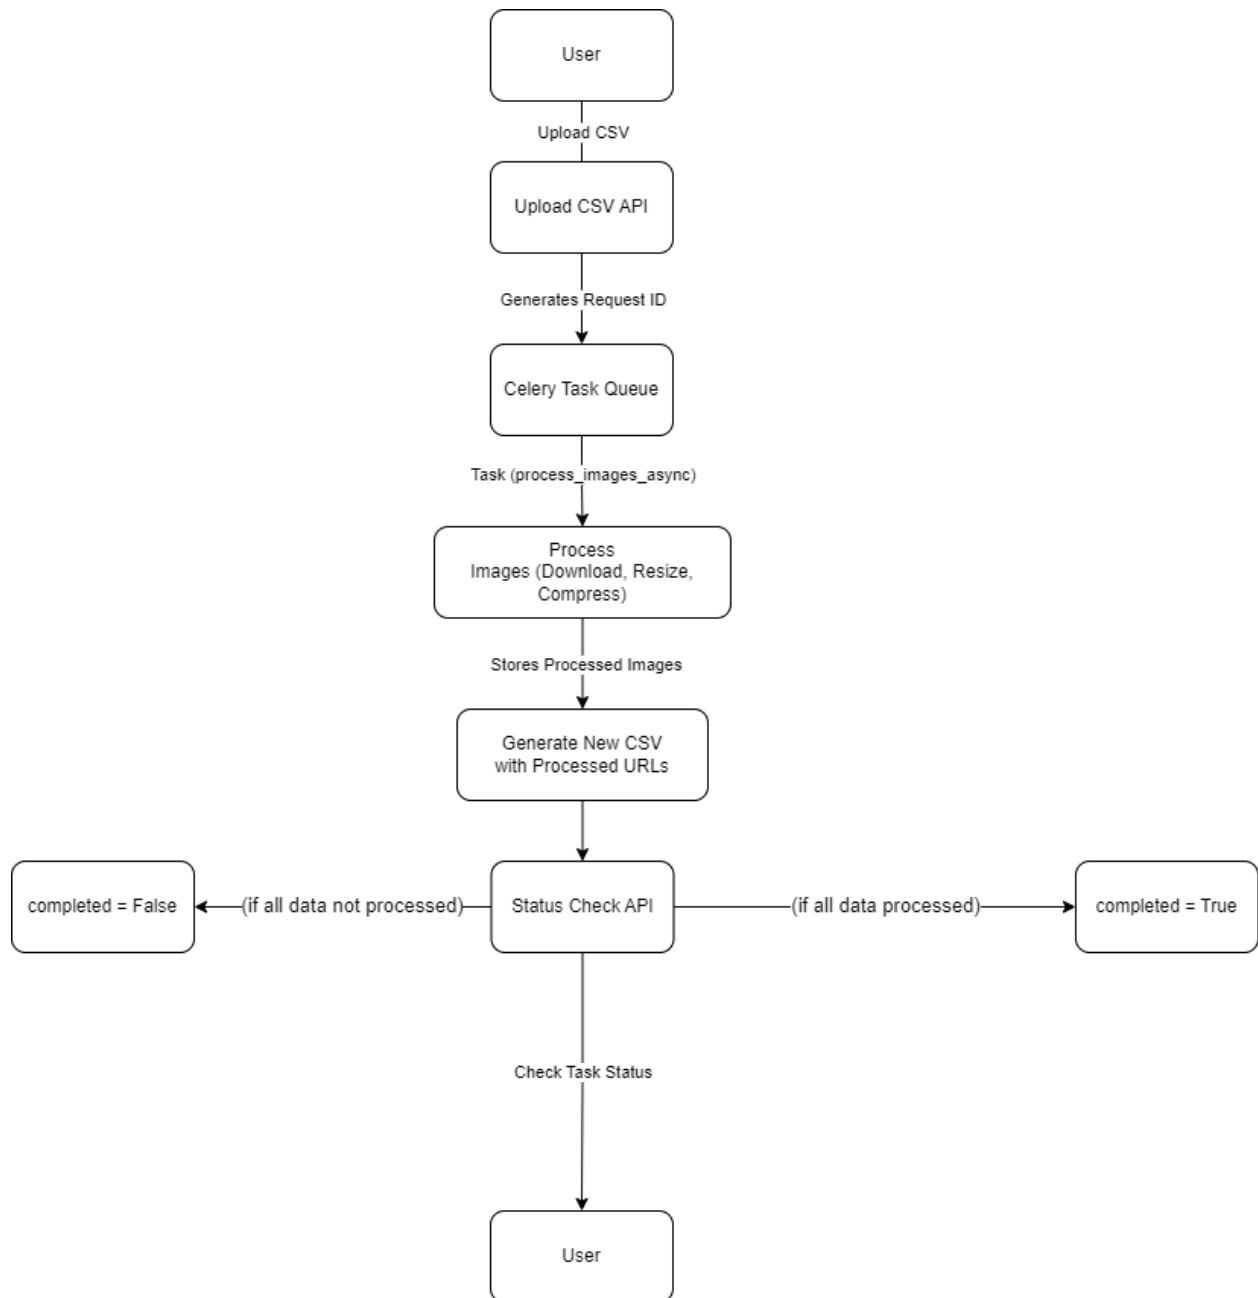 User
Upload CSV
Upload CSV API
Generates Request ID
Celery Task Queue
Task (process_images_async)
Process
Images (Download, Resize,
Compress)
Stores Processed Images
Generate New CSV
with Processed URLs
completed = False
(if all data not processed)
Status Check API
(if all data processed)
completed = True
Check Task Status
User